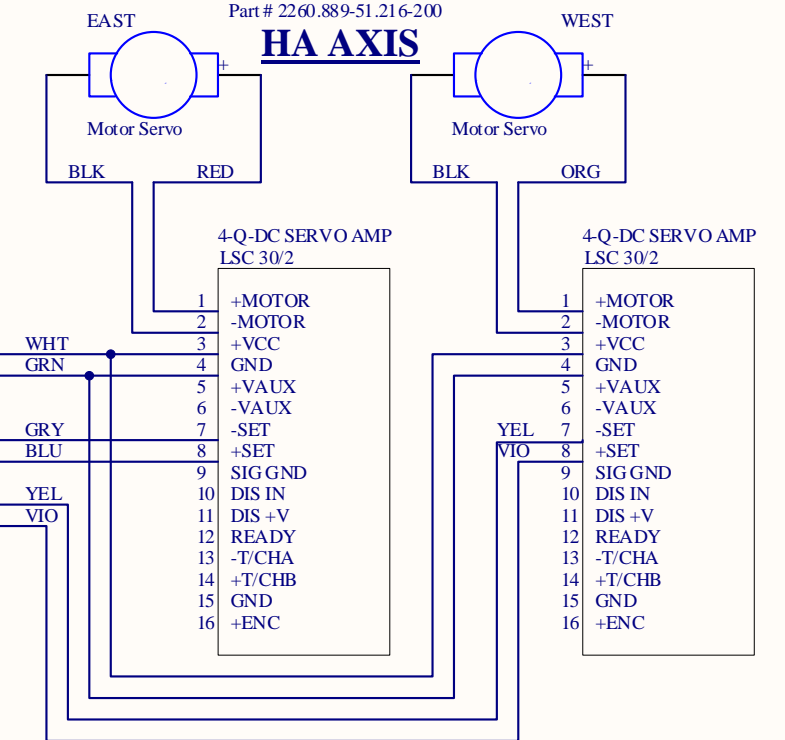 Part # 2260.889-51.216-200
EAST
WEST
HA AXIS
+
+
Motor Servo
Motor Servo
BLK
RED
BLK
ORG
4-Q-DC SERVO AMP
LSC 30/2
1 +MOTOR
2 -MOTOR
3 +VCC
4 GND
5 +VAUX
6 -VAUX
7 -SET
8 +SET
9 SIG GND
10 DIS IN
11 DIS +V
12 READY
13 -T/CHA
14 +T/CHB
15 GND
16 +ENC
WHT
GRN
GRY
BLU
YEL
VIO
4-Q-DC SERVO AMP
LSC 30/2
1 +MOTOR
2 -MOTOR
3 +VCC
4 GND
5 +VAUX
6 -VAUX
7 -SET
8 +SET
9 SIG GND
10 DIS IN
11 DIS +V
12 READY
13 -T/CHA
14 +T/CHB
15 GND
16 +ENC
YEL
VIO